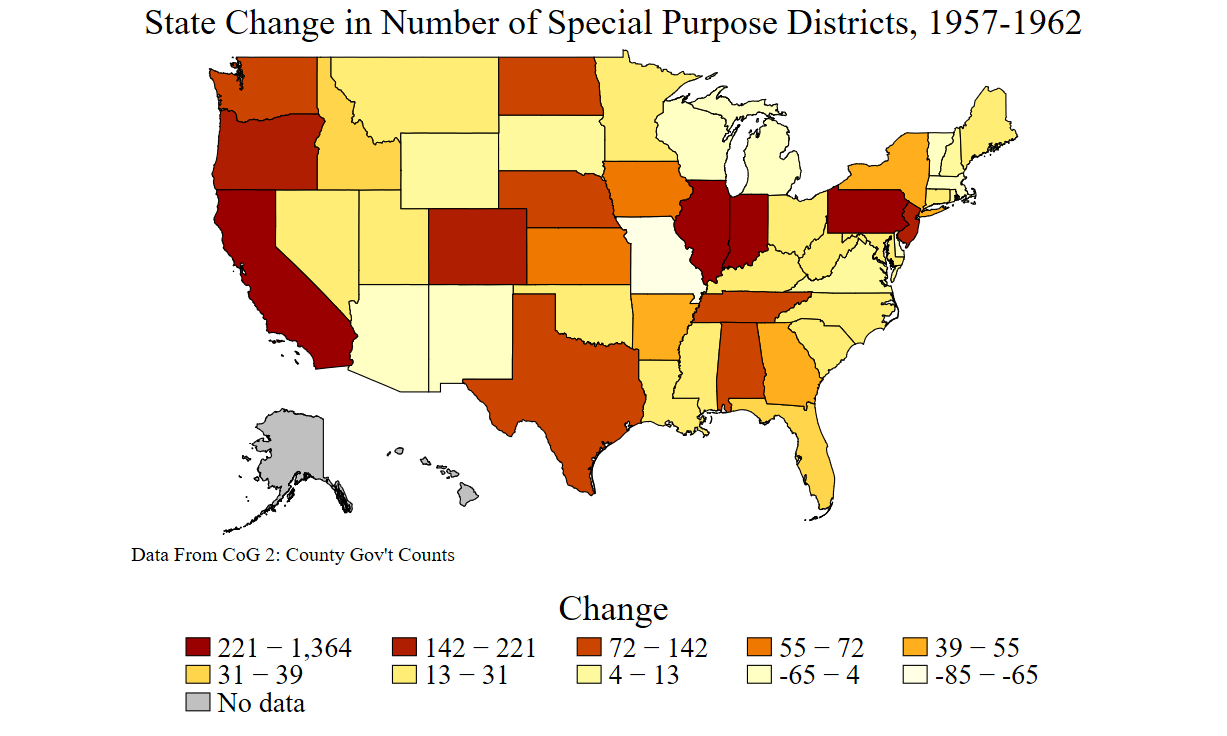 State Change in Number of Special Purpose Districts, 1957-1962
Data From CoG 2: County Gov't Counts
Change
221 − 1,364 142 − 221 72 − 142 55 − 72 39 − 55
31 − 39 13 − 31 4 − 13 -65 − 4 -85 − -65
No data